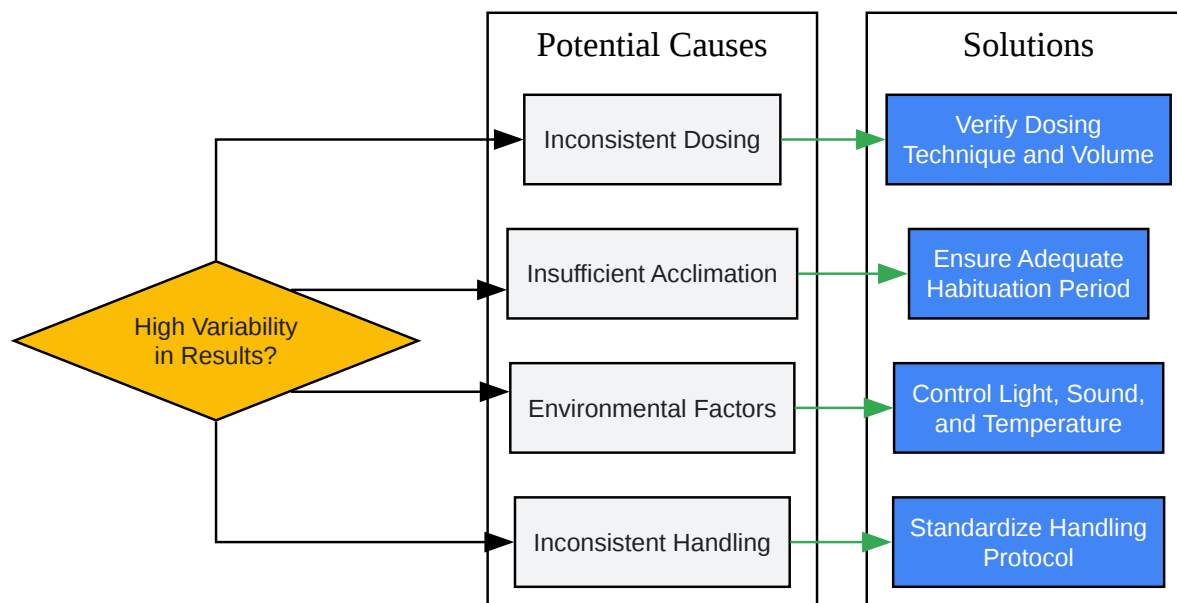 Potential Causes
Solutions
Inconsistent Dosing
Verify Dosing
Technique and Volume
Insufficient Acclimation
Ensure Adequate
Habituation Period
High Variability
in Results?
Environmental Factors
Control Light, Sound,
and Temperature
Inconsistent Handling
Standardize Handling
Protocol